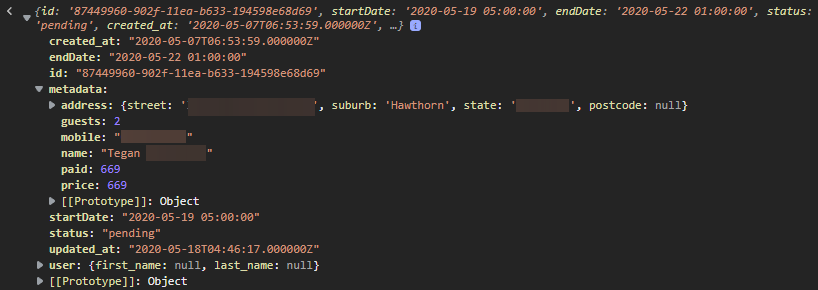 {id: '87449960-902f-11ea-b633-194598e68d69', startDate: '2020-05-19 05:00:00', endDate: '2020-05-22 01:00:00', status:
'pending', created_at: '2020-05-07T06:53:59.000000Z', …} i
created_at: "2020-05-07T06:53:59.000000Z"
endDate: "2020-05-22 01:00:00"
id: "87449960-902f-11ea-b633-194598e68d69"
metadata:
address: {street: '', suburb: 'Hawthorn', state: '', postcode: null}
guests: 2
mobile: ""
name: "Tegan "
paid: 669
price: 669
[[Prototype]]: Object
startDate: "2020-05-19 05:00:00"
status: "pending"
updated_at: "2020-05-18T04:46:17.000000Z"
user: {first_name: null, last_name: null}
[[Prototype]]: Object